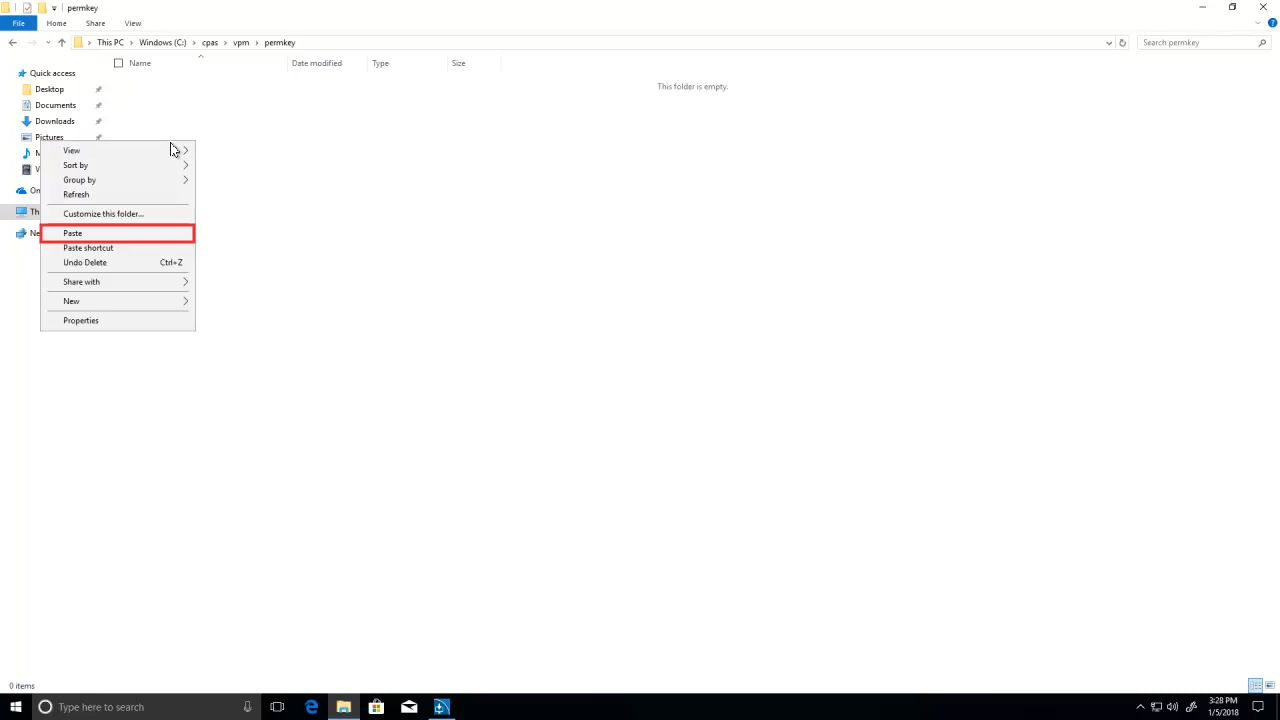 permkey
File Home Share View
This PC Windows (C:) cpas vpm permkey Search permkey
Name Date modified Type Size
This folder is empty.
Quick access
Desktop
Documents
Downloads
Pictures
View
Sort by
Group by
Refresh
Customize this folder...
Paste
Paste shortcut
Undo Delete Ctrl+Z
Share with
New
Properties
0 items
Type here to search
3:28 PM
1/5/2018